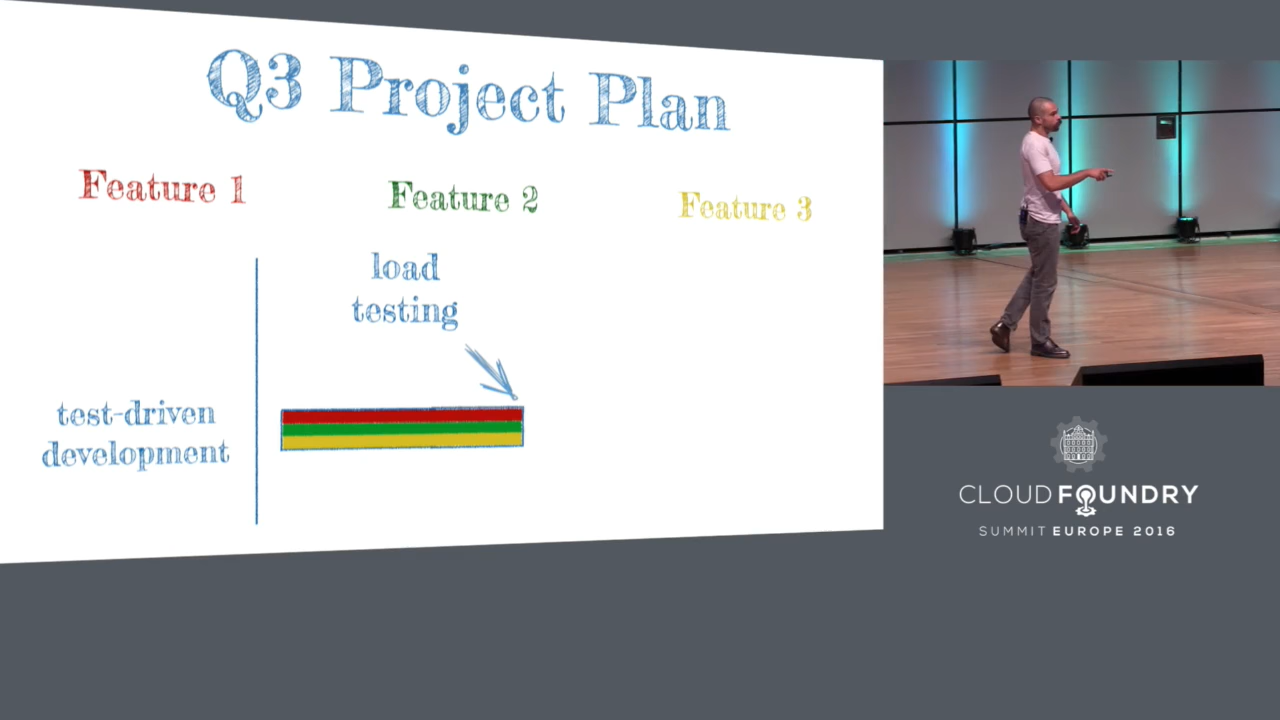 Q3 Project Plan
Feature 1
Feature 2
Feature 3
load
testing
test-driven
development
CLOUD FOUNDRY
SUMMIT EUROPE 2016